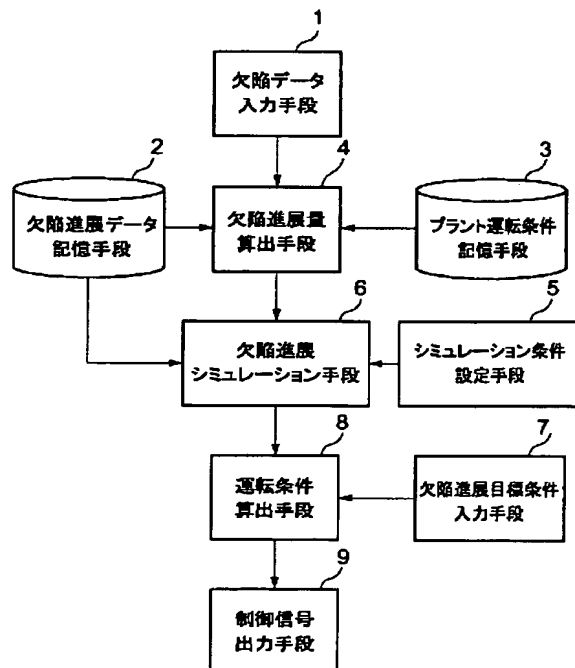 1
欠陥データ
入力手段
2
欠陥進展データ
記憶手段
4
欠陥進展量
算出手段
3
プラント運転条件
記憶手段
6
欠陥進展
シミュレーション手段
5
シミュレーション条件
設定手段
8
運転条件
算出手段
7
欠陥進展目標条件
入力手段
9
制御信号
出力手段